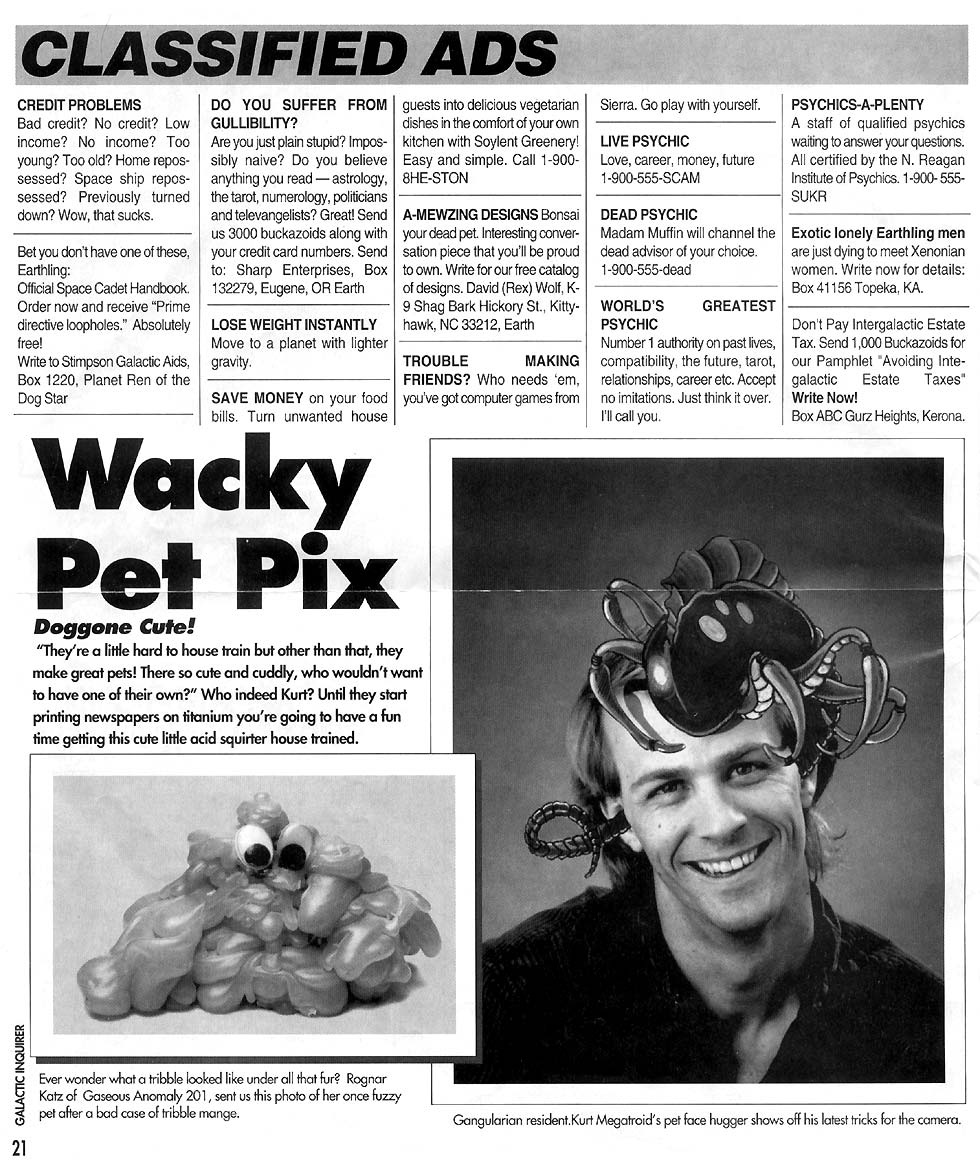 CLASSIFIED ADS
CREDIT PROBLEMS
Bad credit? No credit? Low
income? No income? Too
young? Too old? Home repos-
sessed? Space ship repos-
sessed? Previously turned
down? Wow, that sucks.
Bet you don't have one of these,
Earthling:
Official Space Cadet Handbook.
Order now and receive "Prime
directive loopholes." Absolutely
free!
Write to Stimpson Galactic Aids,
Box 1220, Planet Ren of the
Dog Star
DO YOU SUFFER FROM
GULLIBILITY?
Are you just plain stupid? Impos-
sibly naive? Do you believe
anything you read — astrology,
the tarot, numerology, politicians
and televangelists? Great! Send
us 3000 buckazoids along with
your credit card numbers. Send
to: Sharp Enterprises, Box
132279, Eugene, OR Earth
LOSE WEIGHT INSTANTLY
Move to a planet with lighter
gravity.
SAVE MONEY on your food
bills. Turn unwanted house
guests into delicious vegetarian
dishes in the comfort of your own
kitchen with Soylent Greenery!
Easy and simple. Call 1-900-
8HE-STON
A-MEWZING DESIGNS Bonsai
your dead pet. Interesting conver-
sation piece that you'll be proud
to own. Write for our free catalog
of designs. David (Rex) Wolf, K-
9 Shag Bark Hickory St., Kitty-
hawk, NC 33212, Earth
TROUBLE MAKING
FRIENDS? Who needs 'em,
you've got computer games from
Sierra. Go play with yourself.
LIVE PSYCHIC
Love, career, money, future
1-900-555-SCAM
DEAD PSYCHIC
Madam Muffin will channel the
dead advisor of your choice.
1-900-555-dead
WORLD'S GREATEST
PSYCHIC
Number 1 authority on past lives,
compatibility, the future, tarot,
relationships, career etc. Accept
no imitations. Just think it over.
I'll call you.
PSYCHICS-A-PLENTY
A staff of qualified psychics
waiting to answer your questions.
All certified by the N. Reagan
Institute of Psychics. 1-900- 555-
SUKR
Exotic lonely Earthling men
are just dying to meet Xenonian
women. Write now for details:
Box 41156 Topeka, KA.
Don't Pay Intergalactic Estate
Tax. Send 1,000 Buckazoids for
our Pamphlet "Avoiding Inte-
galactic Estate Taxes"
Write Now!
Box ABC Gurz Heights, Kerona.
Wacky
Pet Pix
Doggone Cute!
"They're a little hard to house train but other than that, they
make great pets! There so cute and cuddly, who wouldn't want
to have one of their own?" Who indeed Kurt? Until they start
printing newspapers on titanium you're going to have a fun
time getting this cute little acid squirter house trained.
Ever wonder what a tribble looked like under all that fur? Rognar
Katz of Gaseous Anomaly 201, sent us this photo of her once fuzzy
pet after a bad case of tribble mange.
Gangularian resident.Kurt Megatroid's pet face hugger shows off his latest tricks for the camera.
GALACTIC INQUIRER
21